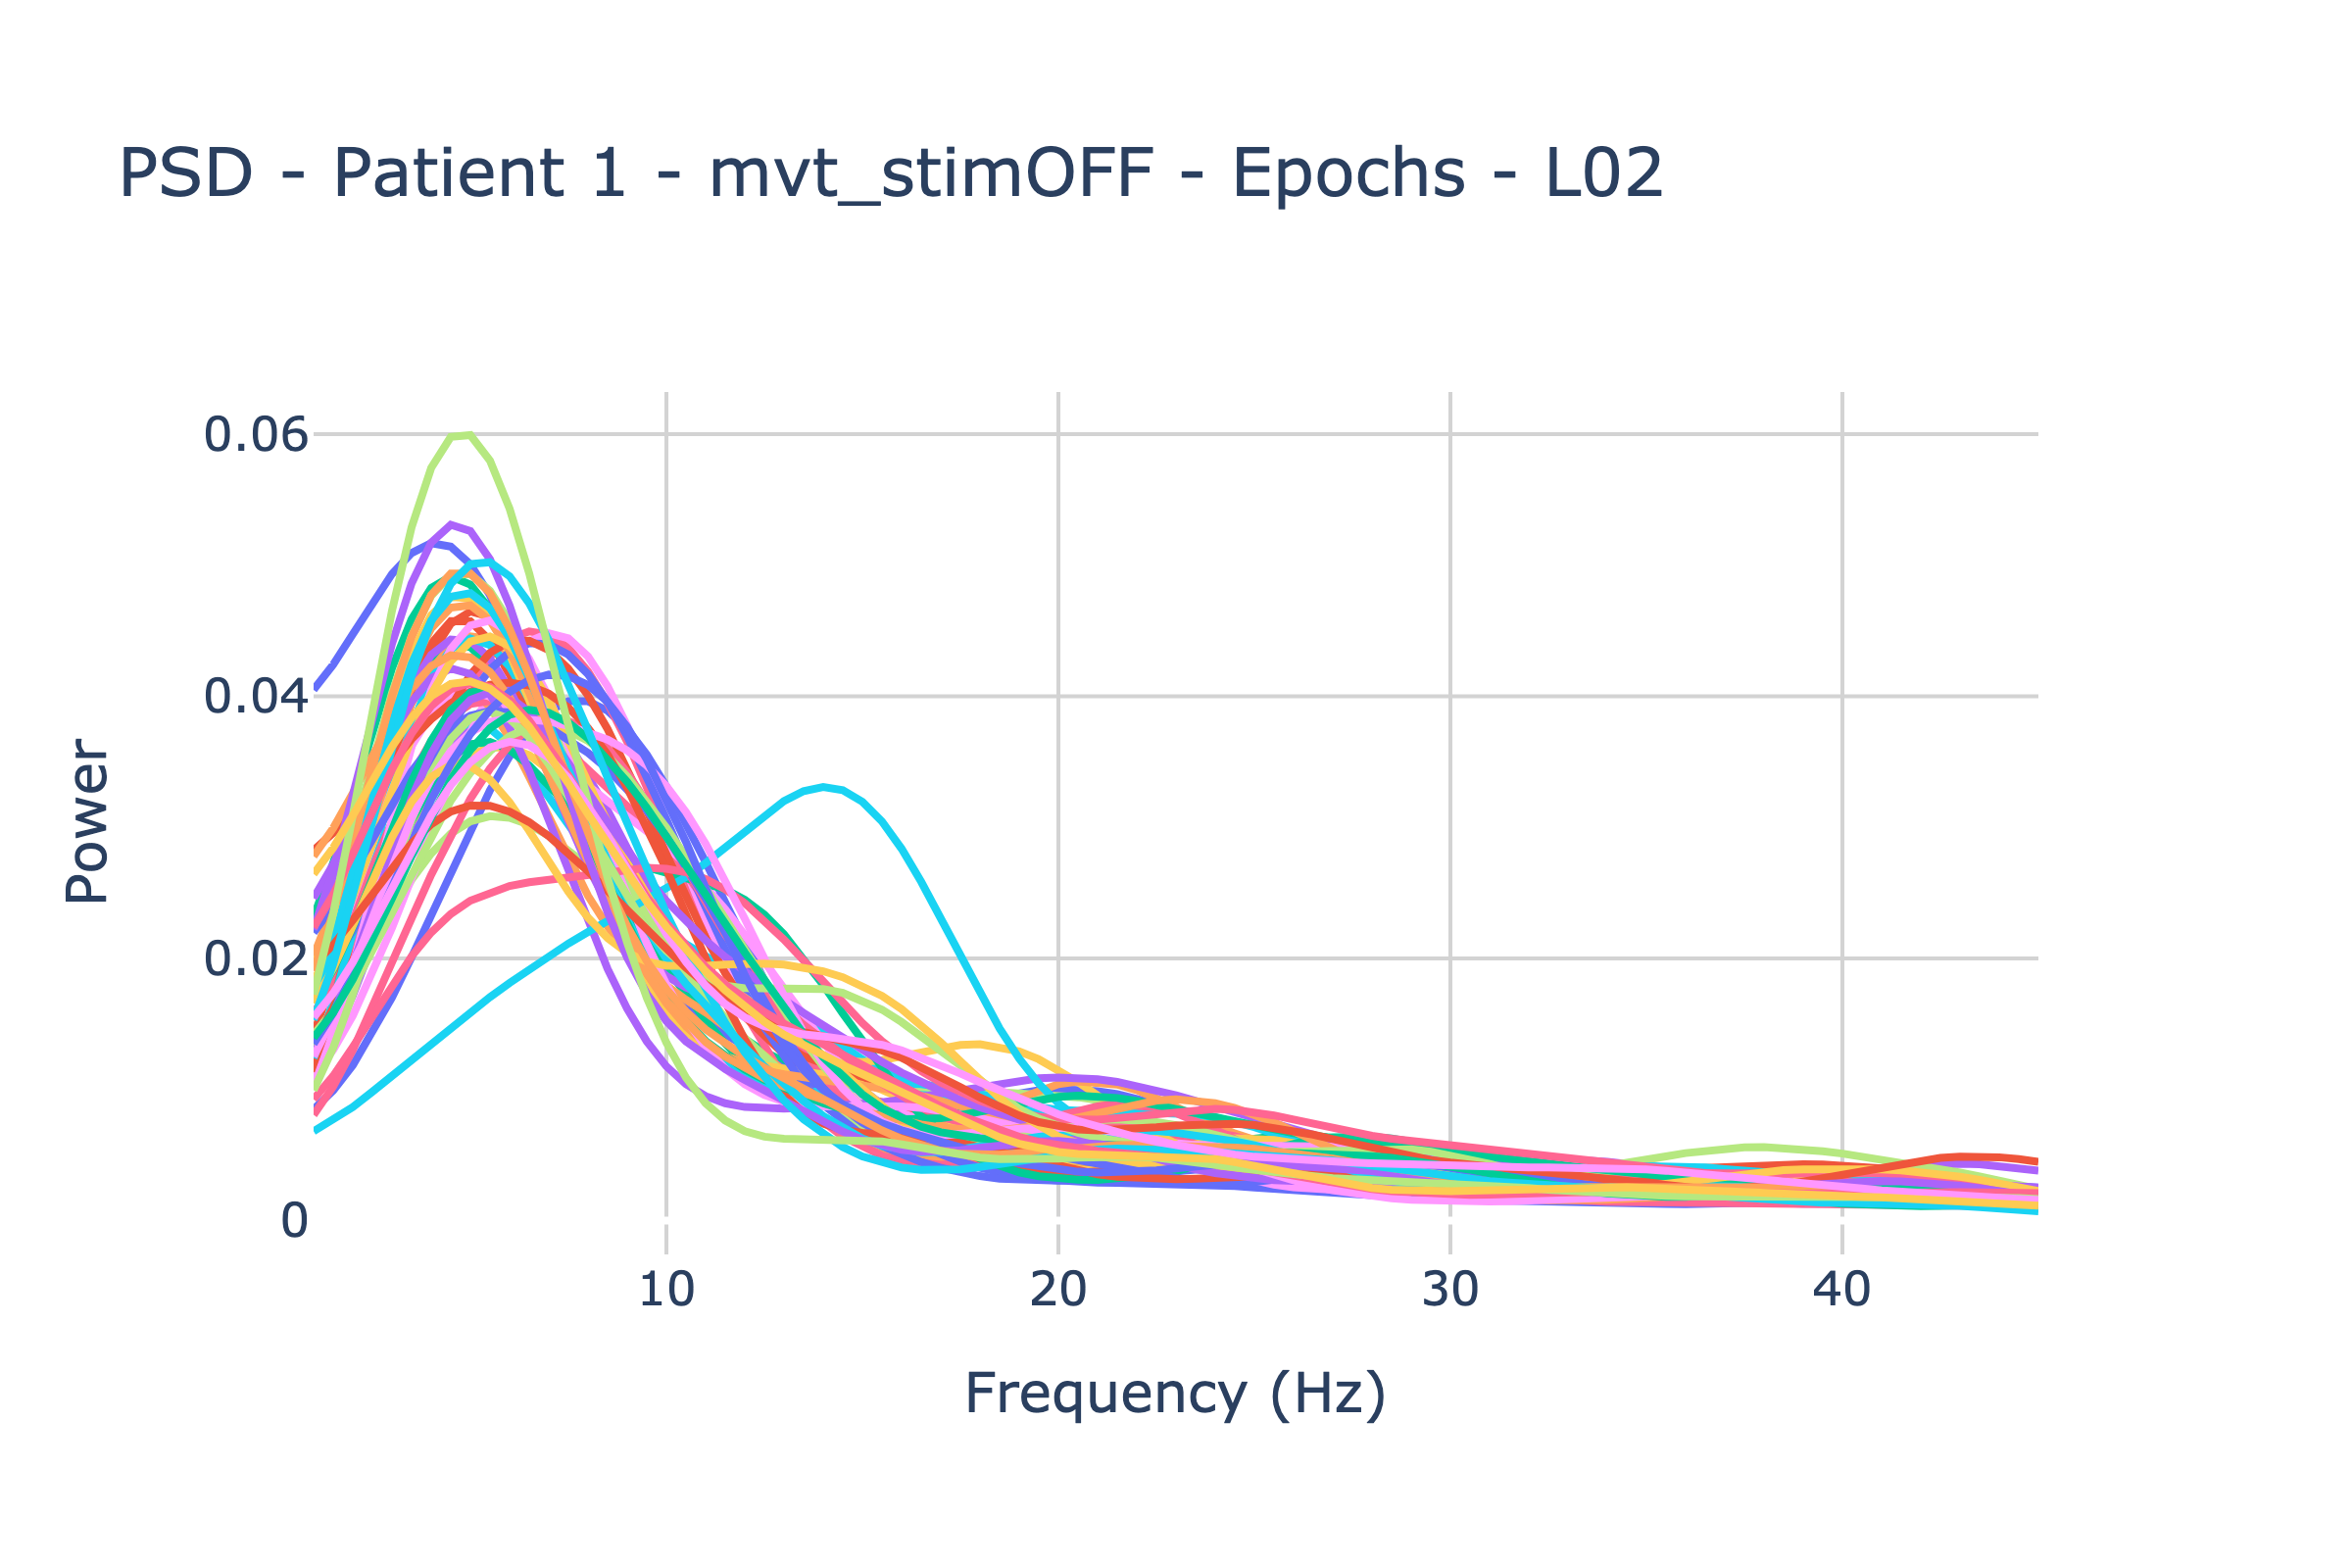 PSD - Patient 1 - mvt_stimOFF - Epochs - L02
0.06
0.04
0.02
0
Power
10 20 30 40
Frequency (Hz)